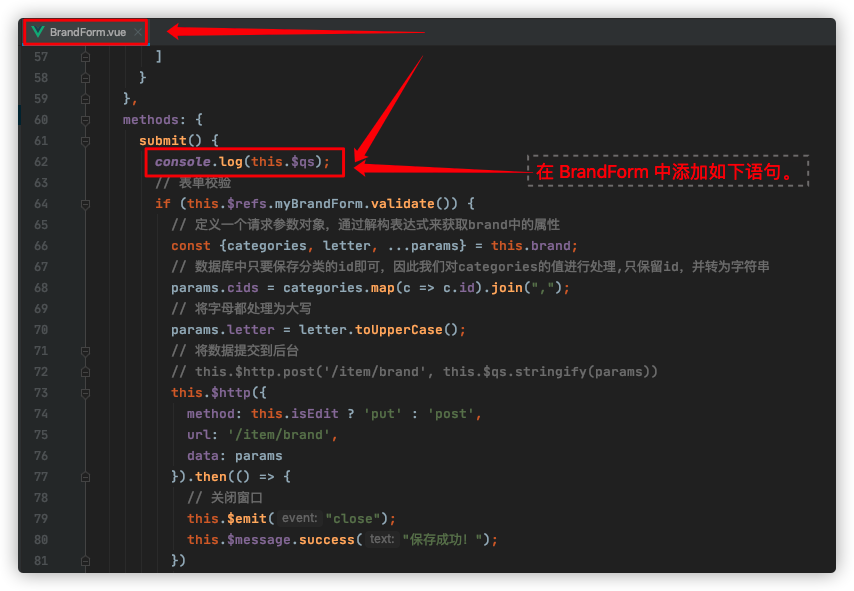 BrandForm.vue ×
57 ]
58 }
59 },
60 methods: {
61 submit() {
62 console.log(this.$qs);
在 BrandForm 中添加如下语句。
63 // 表单校验
64 if (this.$refs.myBrandForm.validate()) {
65 // 定义一个请求参数对象，通过解构表达式来获取brand中的属性
66 const {categories, letter, ...params} = this.brand;
67 // 数据库中只要保存分类的id即可，因此我们对categories的值进行处理,只保留id，并转为字符串
68 params.cids = categories.map(c => c.id).join(",");
69 // 将字母都处理为大写
70 params.letter = letter.toUpperCase();
71 // 将数据提交到后台
72 // this.$http.post('/item/brand', this.$qs.stringify(params))
73 this.$http({
74 method: this.isEdit ? 'put' : 'post',
75 url: '/item/brand',
76 data: params
77 }).then(() => {
78 // 关闭窗口
79 this.$emit( event: "close");
80 this.$message.success( text: "保存成功！");
81 })